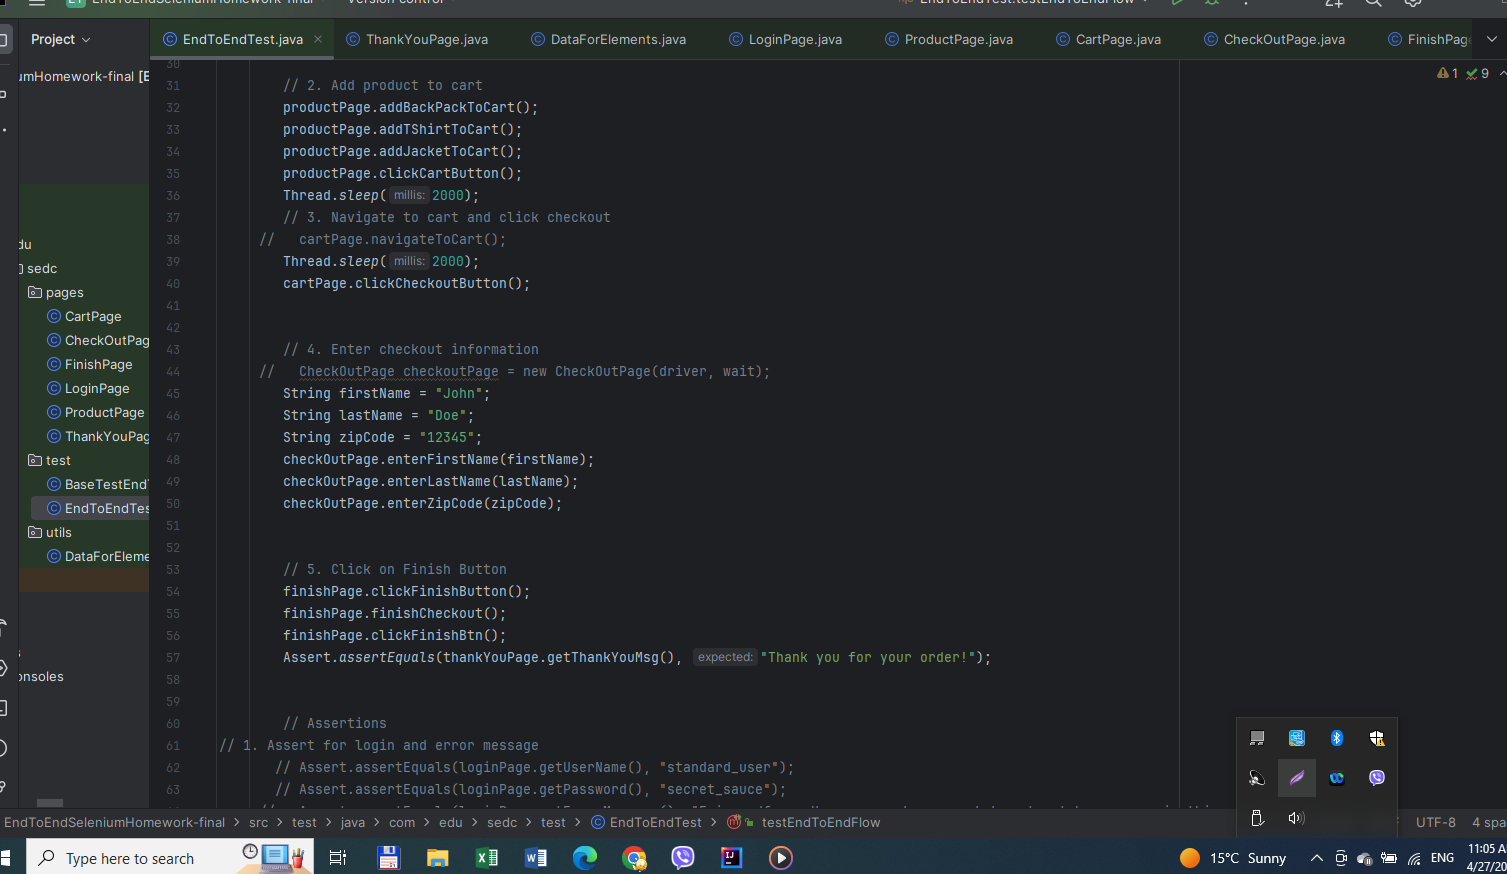 EndToEndSeleniumHomework-final
Version control
EndToEndTest.testEndToEndFlow
Project
EndToEndTest.java
ThankYouPage.java
DataForElements.java
LoginPage.java
ProductPage.java
CartPage.java
CheckOutPage.java
FinishPag
umHomework-final [E
1 9
30
31 // 2. Add product to cart
32 productPage.addBackPackToCart();
33 productPage.addTShirtToCart();
34 productPage.addJacketToCart();
35 productPage.clickCartButton();
36 Thread.sleep( millis: 2000);
37 // 3. Navigate to cart and click checkout
38 // cartPage.navigateToCart();
39 Thread.sleep( millis: 2000);
40 cartPage.clickCheckoutButton();
41
42
43 // 4. Enter checkout information
44 // CheckOutPage checkoutPage = new CheckOutPage(driver, wait);
45 String firstName = "John";
46 String lastName = "Doe";
47 String zipCode = "12345";
48 checkOutPage.enterFirstName(firstName);
49 checkOutPage.enterLastName(lastName);
50 checkOutPage.enterZipCode(zipCode);
51
52
53 // 5. Click on Finish Button
54 finishPage.clickFinishButton();
55 finishPage.finishCheckout();
56 finishPage.clickFinishBtn();
57 Assert.assertEquals(thankYouPage.getThankYouMsg(), expected: "Thank you for your order!");
58
59
60 // Assertions
61 // 1. Assert for login and error message
62 // Assert.assertEquals(loginPage.getUserName(), "standard_user");
63 // Assert.assertEquals(loginPage.getPassword(), "secret_sauce");
du
sedc
pages
CartPage
CheckOutPag
FinishPage
LoginPage
ProductPage
ThankYouPag
test
BaseTestEnd
EndToEndTes
utils
DataForEleme
onsoles
EndToEndSeleniumHomework-final > src > test > java > com > edu > sedc > test > EndToEndTest > testEndToEndFlow
UTF-8 4 spa
Type here to search
15°C Sunny
ENG
11:05 A
4/27/20